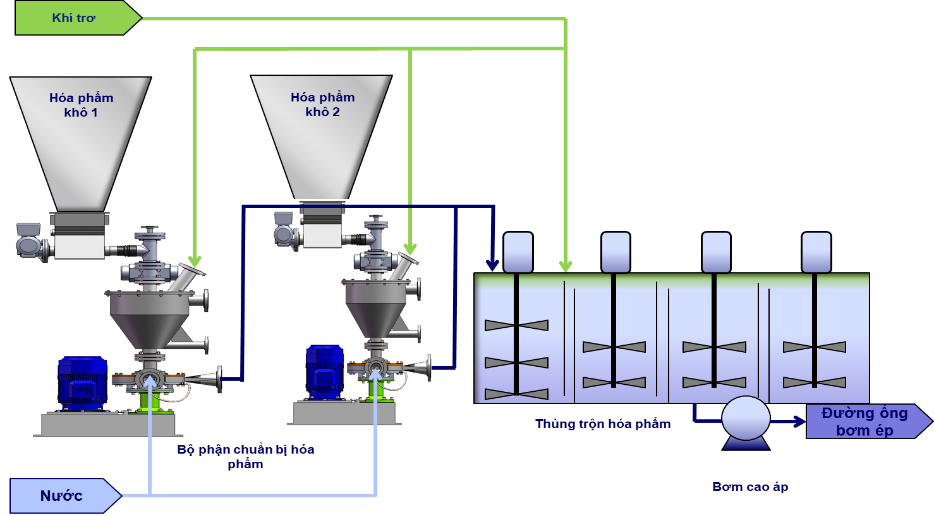 Khi trơ
Hóa phẩm
khô 1
Hóa phẩm
khô 2
Thùng trộn hóa phẩm
Đường ống
bơm ép
Bộ phận chuẩn bị hóa
phẩm
Bơm cao áp
Nước